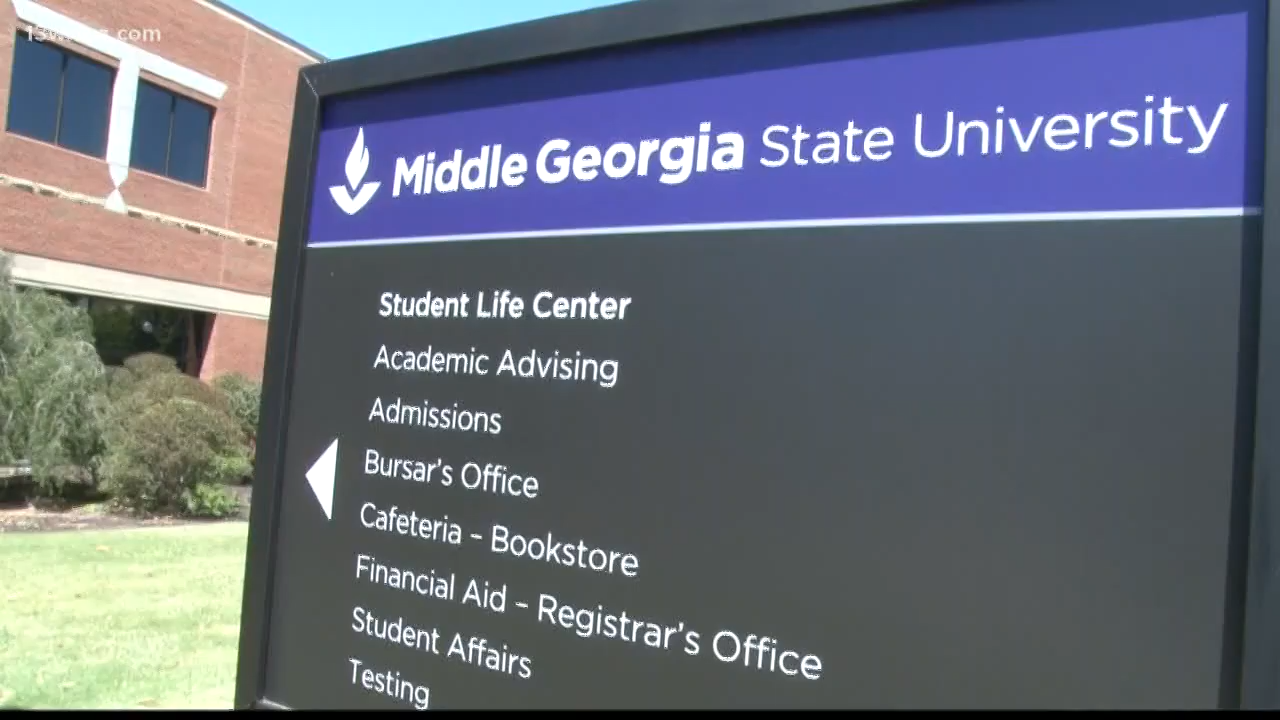 Middle Georgia State University
Student Life Center
Academic Advising
Admissions
Bursar's Office
Cafeteria – Bookstore
Financial Aid – Registrar's Office
Student Affairs
Testing